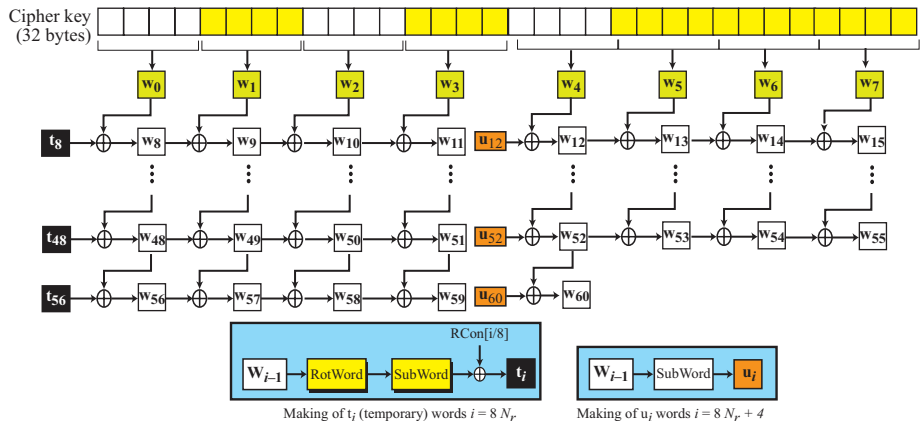 Cipher key
(32 bytes)
w0 w1 w2 w3 w4 w5 w6 w7
t8 w8 w9 w10 w11 u12 w12 w13 w14 w15
t48 w48 w49 w50 w51 u52 w52 w53 w54 w55
t56 w56 w57 w58 w59 u60 w60
RCon[i/8]
Wi–1 RotWord SubWord ti
Wi–1 SubWord ui
Making of ti (temporary) words i = 8 Nr
Making of ui words i = 8 Nr + 4